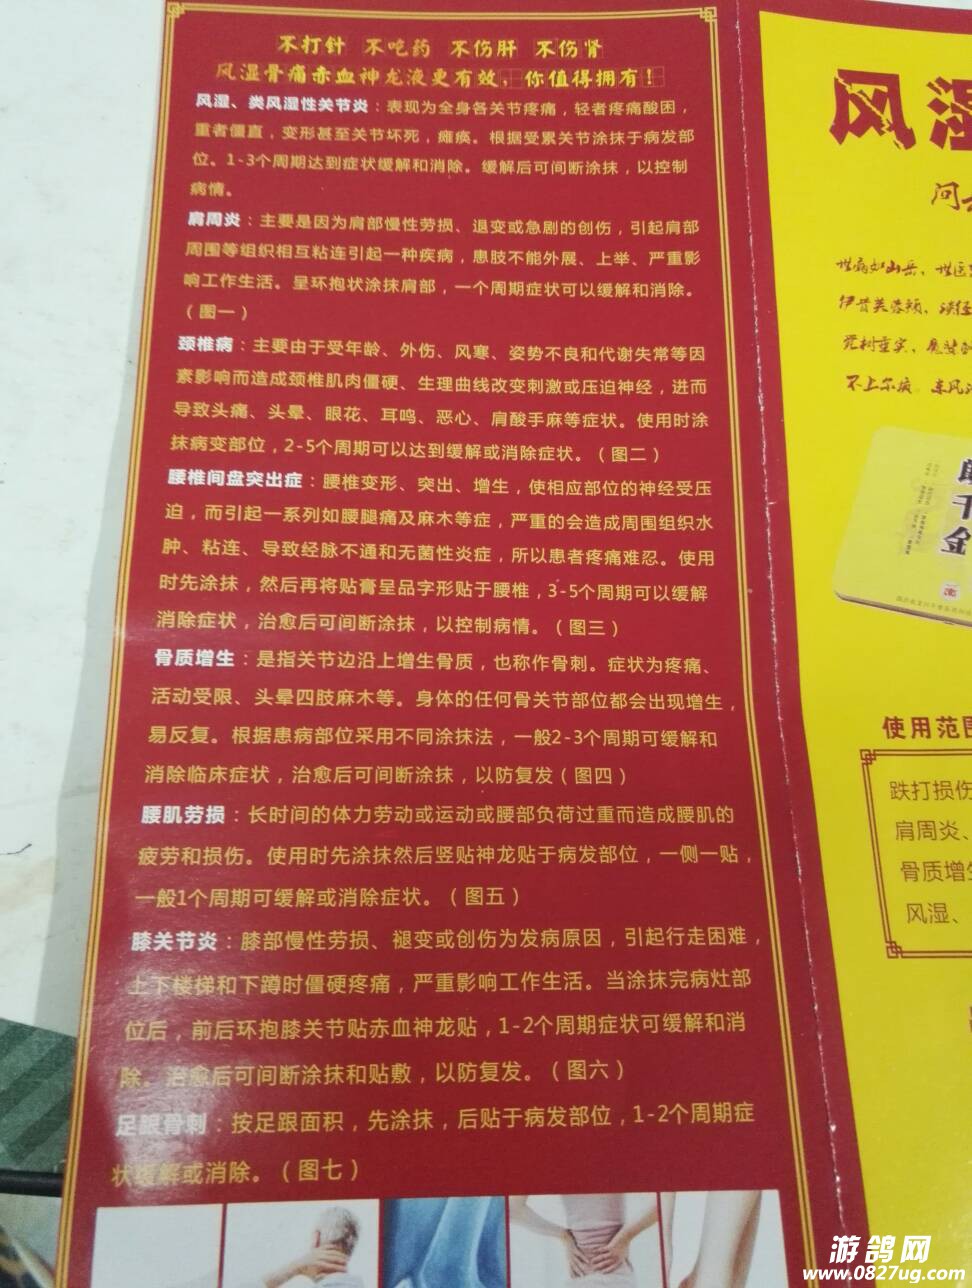 不打针 不吃药 不伤肝 不伤肾
风湿骨痛赤血神龙液更有效，你值得拥有！
风湿、类风湿性关节炎：表现为全身各关节疼痛，轻者疼痛酸困，
重者僵直，变形甚至关节坏死，瘫痪。根据受累关节涂抹于病发部
位。1-3个周期达到症状缓解和消除。缓解后可间断涂抹，以控制
病情。
肩周炎：主要是因为肩部慢性劳损、退变或急剧的创伤，引起肩部
周围等组织相互粘连引起一种疾病，患肢不能外展、上举、严重影
响工作生活。呈环抱状涂抹肩部，一个周期症状可以缓解和消除。
（图一）
颈椎病：主要由于受年龄、外伤、风寒、姿势不良和代谢失常等因
素影响而造成颈椎肌肉僵硬、生理曲线改变刺激或压迫神经，进而
导致头痛、头晕、眼花、耳鸣、恶心、肩酸手麻等症状。使用时涂
抹病变部位，2-5个周期可以达到缓解或消除症状。（图二）
腰椎间盘突出症：腰椎变形、突出、增生，使相应部位的神经受压
迫，而引起一系列如腰腿痛及麻木等症，严重的会造成周围组织水
肿、粘连、导致经脉不通和无菌性炎症，所以患者疼痛难忍。使用
时先涂抹，然后再将贴膏呈品字形贴于腰椎，3-5个周期可以缓解
消除症状，治愈后可间断涂抹，以控制病情。（图三）
骨质增生：是指关节边沿上增生骨质，也称作骨刺。症状为疼痛、
活动受限、头晕四肢麻木等。身体的任何骨关节部位都会出现增生，
易反复。根据患病部位采用不同涂抹法，一般2-3个周期可缓解和
消除临床症状，治愈后可间断涂抹，以防复发（图四）
腰肌劳损：长时间的体力劳动或运动或腰部负荷过重而造成腰肌的
疲劳和损伤。使用时先涂抹然后竖贴神龙贴于病发部位，一侧一贴，
一般1个周期可缓解或消除症状。（图五）
膝关节炎：膝部慢性劳损、褪变或创伤为发病原因，引起行走困难，
上下楼梯和下蹲时僵硬疼痛，严重影响工作生活。当涂抹完病灶部
位后，前后环抱膝关节贴赤血神龙贴，1-2个周期症状可缓解和消
除。治愈后可间断涂抹和贴敷，以防复发。（图六）
足跟骨刺：按足跟面积，先涂抹，后贴于病发部位，1-2个周期症
状缓解或消除。（图七）
风湿
问
世病如山岳，世医
不上尔疾 东风
千
金
使用范围
跌打损伤
肩周炎、
骨质增生
风湿、
游鸽网
www.0827ug.com